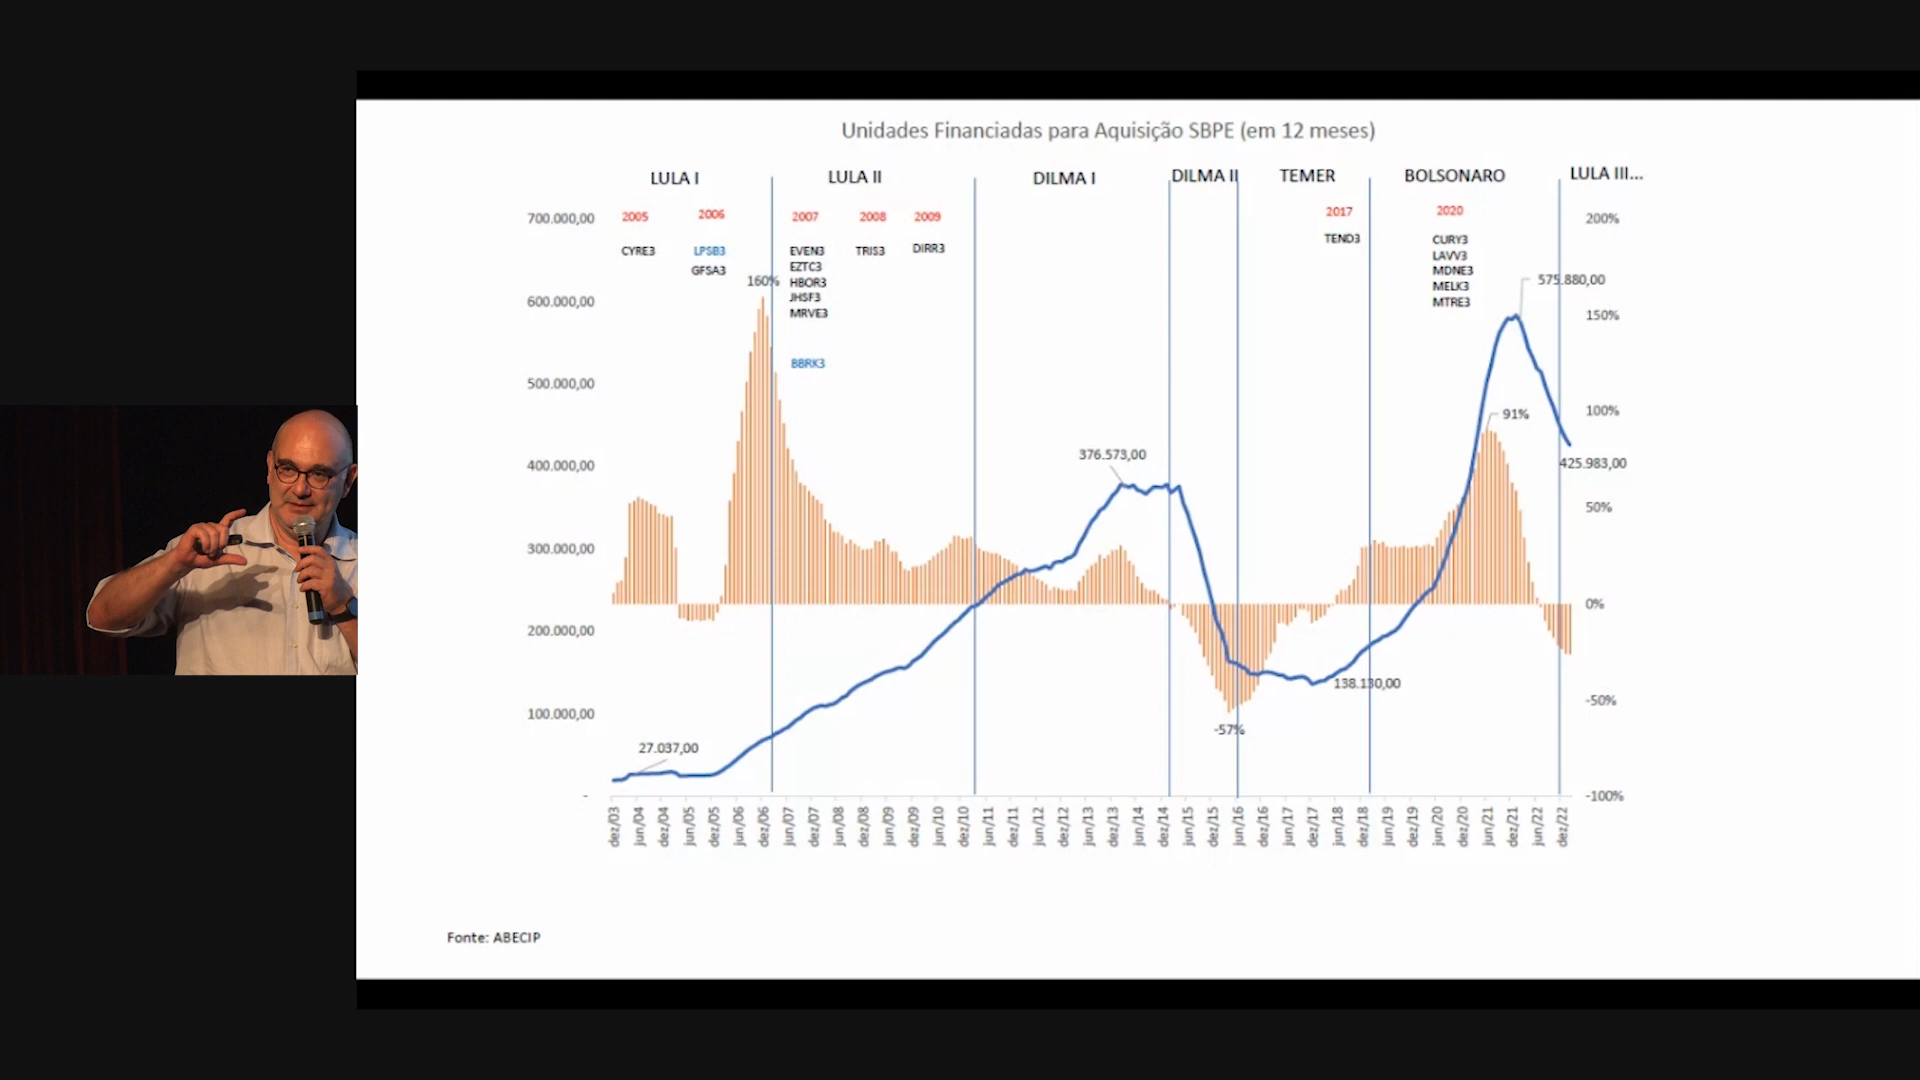 Unidades Financiadas para Aquisição SBPE (em 12 meses)
LULA I
LULA II
DILMA I
DILMA II
TEMER
BOLSONARO
LULA III...
2005
CYRE3
2006
LPSB3
GFSA3
2007
EVEN3
EZTC3
HBOR3
JHSF3
MRVE3
BBRK3
2008
TRIS3
2009
DIRR3
2017
TEND3
2020
CURY3
LAVV3
MDNE3
MELK3
MTRE3
700.000,00
600.000,00
500.000,00
400.000,00
300.000,00
200.000,00
100.000,00
-
200%
150%
100%
50%
0%
-50%
-100%
160%
575.880,00
91%
376.573,00
425.983,00
138.130,00
-57%
27.037,00
dez/03
jun/04
dez/04
jun/05
dez/05
jun/06
dez/06
jun/07
dez/07
jun/08
dez/08
jun/09
dez/09
jun/10
dez/10
jun/11
dez/11
jun/12
dez/12
jun/13
dez/13
jun/14
dez/14
jun/15
dez/15
jun/16
dez/16
jun/17
dez/17
jun/18
dez/18
jun/19
dez/19
jun/20
dez/20
jun/21
dez/21
jun/22
dez/22
Fonte: ABECIP